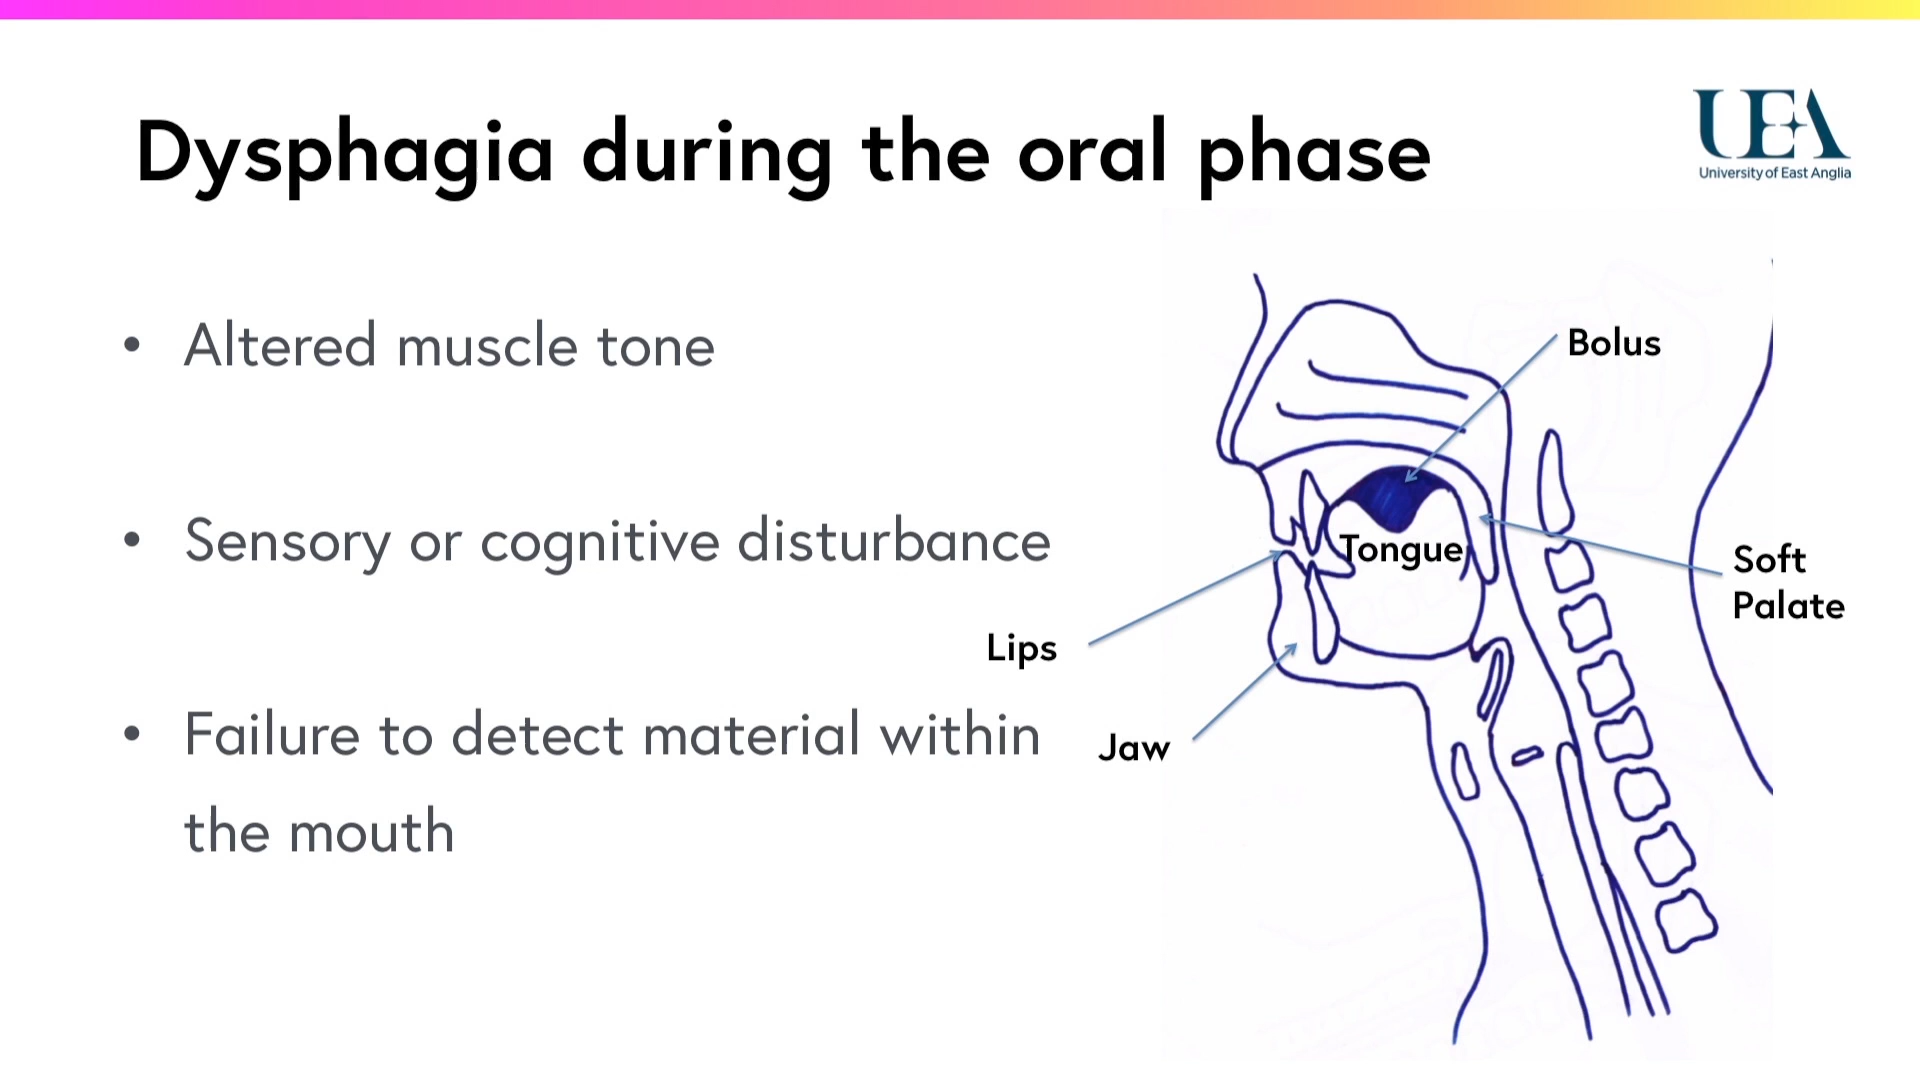 Dysphagia during the oral phase
UEA
University of East Anglia
• Altered muscle tone
• Sensory or cognitive disturbance
• Failure to detect material within
the mouth
Bolus
Tongue
Soft
Palate
Lips
Jaw